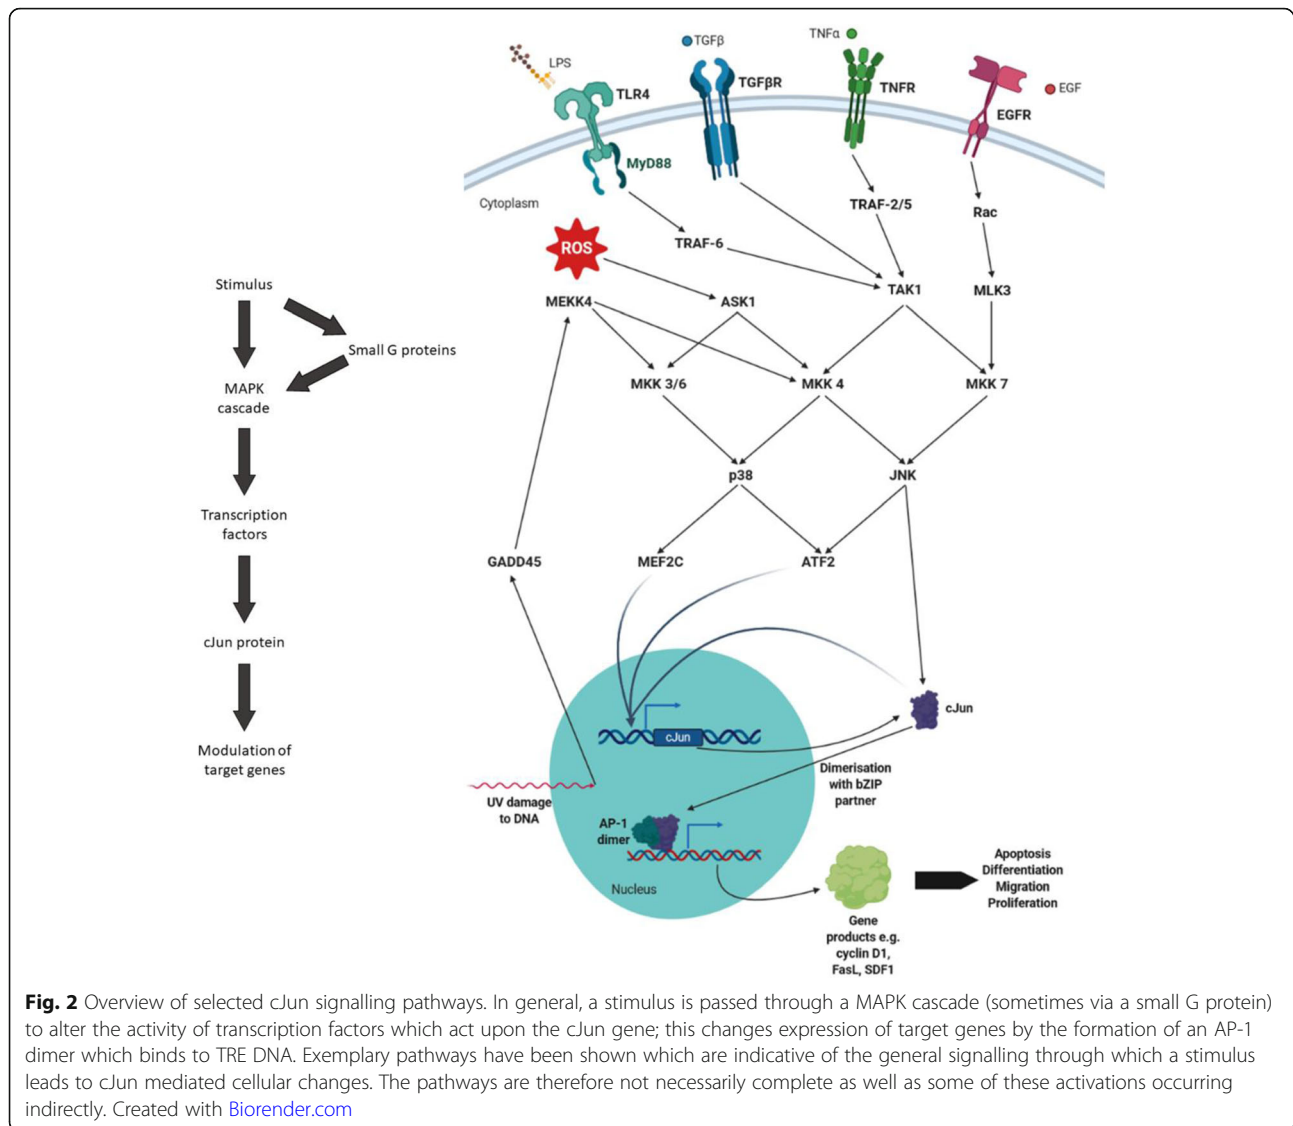 LPS
TLR4
MyD88
TGFβ
TGFβR
TNFα
TNFR
EGF
EGFR
Cytoplasm
ROS
TRAF-6
TRAF-2/5
Rac
MEKK4
ASK1
TAK1
MLK3
MKK 3/6
MKK 4
MKK 7
p38
JNK
GADD45
MEF2C
ATF2
cJun
cJun
Dimerisation
with bZIP
partner
UV damage
to DNA
AP-1
dimer
Nucleus
Gene
products e.g.
cyclin D1,
FasL, SDF1
Apoptosis
Differentiation
Migration
Proliferation
Stimulus
Small G proteins
MAPK
cascade
Transcription
factors
cJun protein
Modulation of
target genes
Fig. 2 Overview of selected cJun signalling pathways. In general, a stimulus is passed through a MAPK cascade (sometimes via a small G protein)
to alter the activity of transcription factors which act upon the cJun gene; this changes expression of target genes by the formation of an AP-1
dimer which binds to TRE DNA. Exemplary pathways have been shown which are indicative of the general signalling through which a stimulus
leads to cJun mediated cellular changes. The pathways are therefore not necessarily complete as well as some of these activations occurring
indirectly. Created with Biorender.com